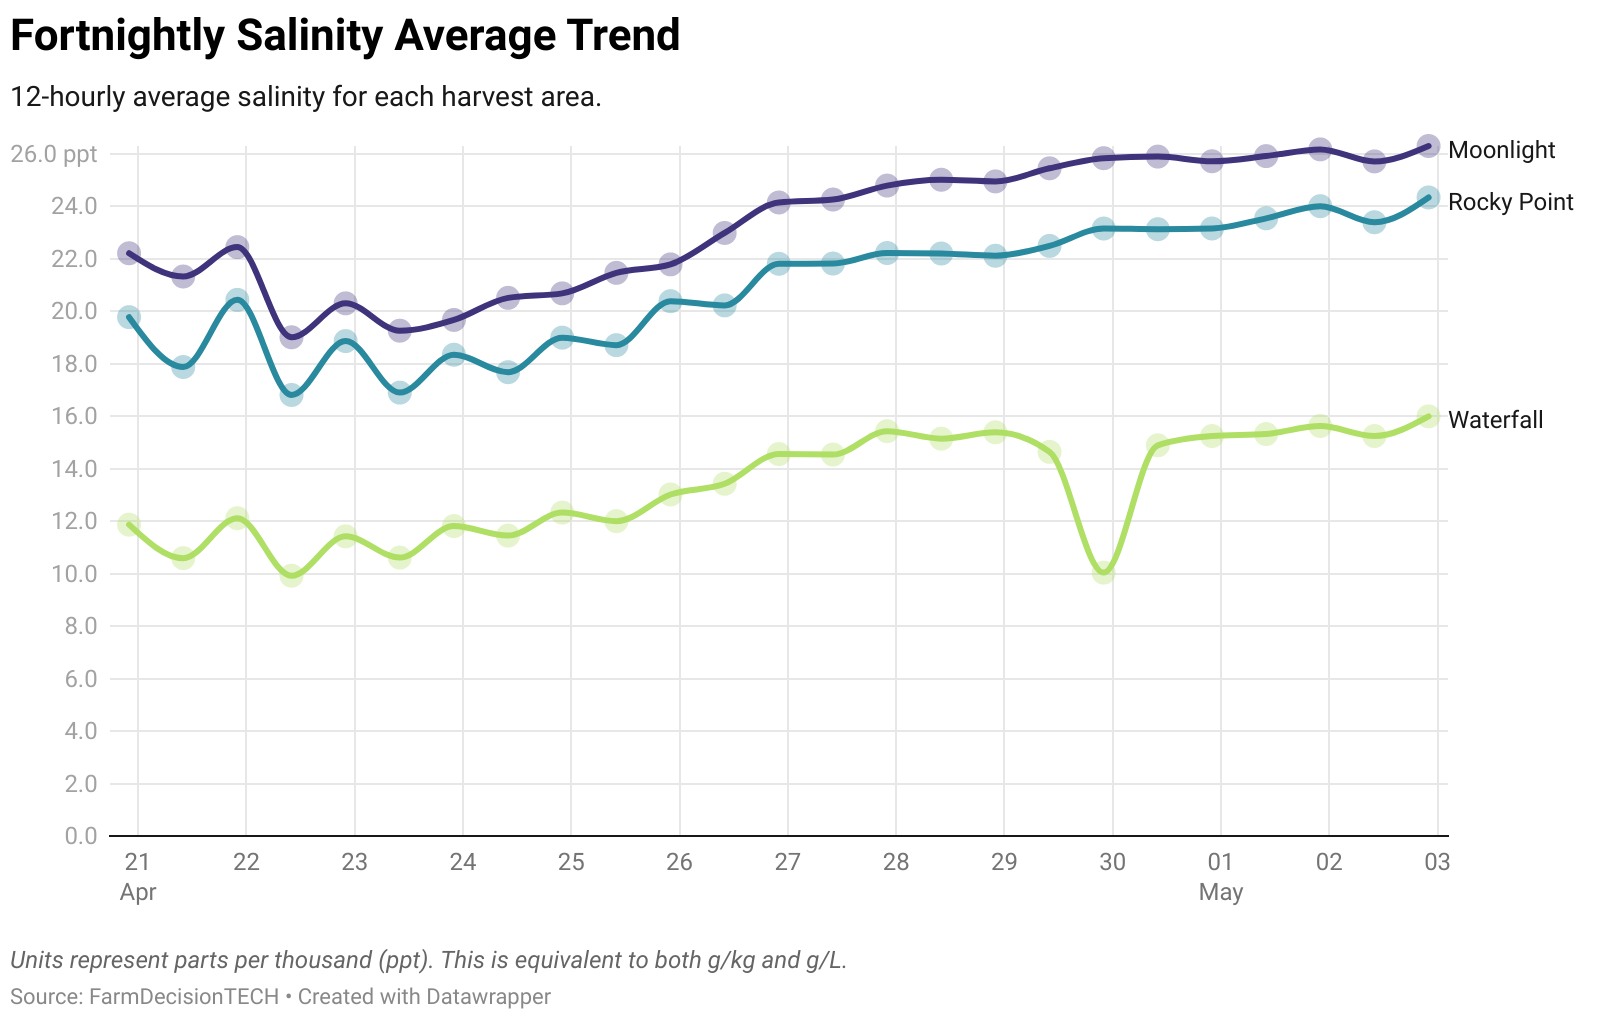 Fortnightly Salinity Average Trend
12-hourly average salinity for each harvest area.
26.0 ppt
24.0
22.0
20.0
18.0
16.0
14.0
12.0
10.0
8.0
6.0
4.0
2.0
0.0
Moonlight
Rocky Point
Waterfall
21 22 23 24 25 26 27 28 29 30 01 02 03
Apr May
Units represent parts per thousand (ppt). This is equivalent to both g/kg and g/L.
Source: FarmDecisionTECH • Created with Datawrapper